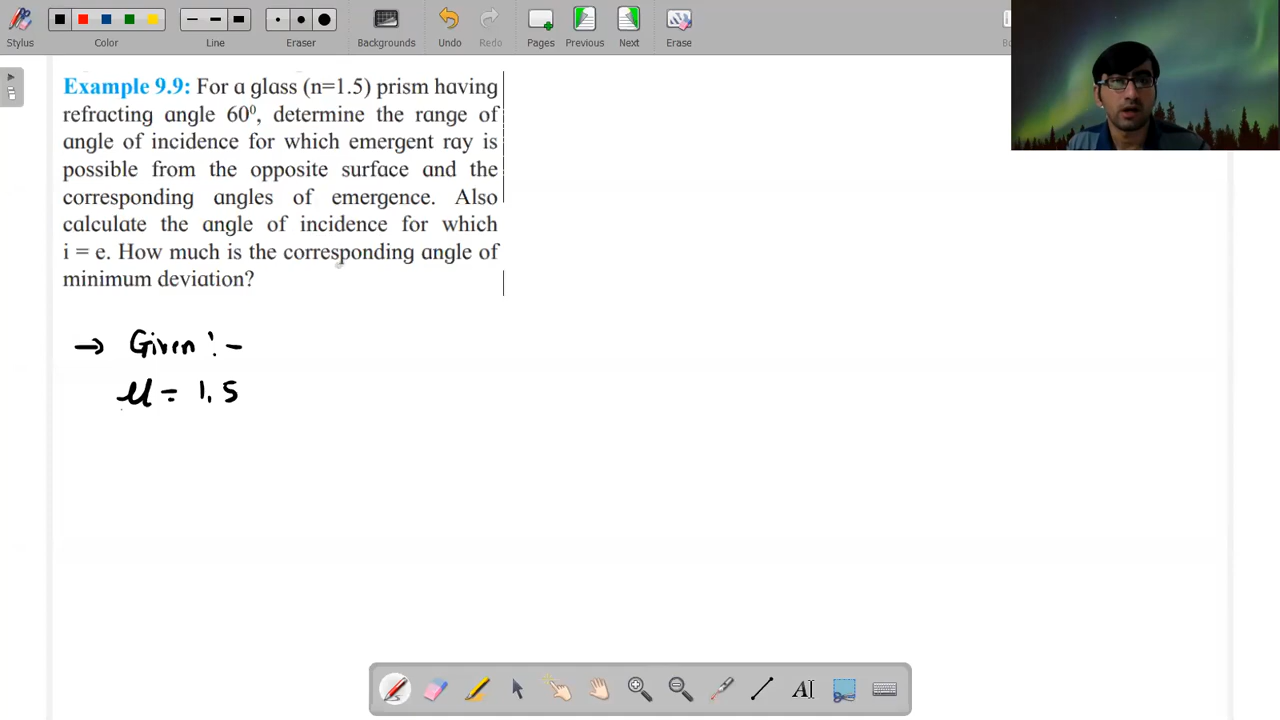 Stylus
Color
Line
Eraser
Backgrounds
Undo
Redo
Pages
Previous
Next
Erase
Example 9.9: For a glass (n=1.5) prism having
refracting angle 60⁰, determine the range of
angle of incidence for which emergent ray is
possible from the opposite surface and the
corresponding angles of emergence. Also
calculate the angle of incidence for which
i = e. How much is the corresponding angle of
minimum deviation?
→ Given :-
μ = 1.5
AI